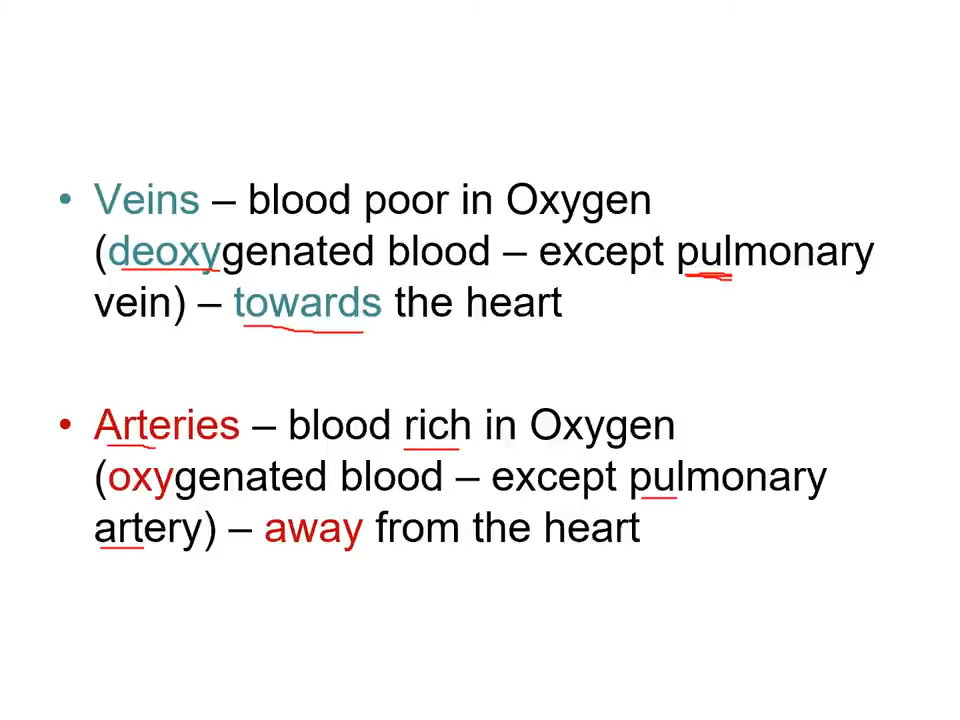 • Veins – blood poor in Oxygen
(deoxygenated blood – except pulmonary
vein) – towards the heart
• Arteries – blood rich in Oxygen
(oxygenated blood – except pulmonary
artery) – away from the heart